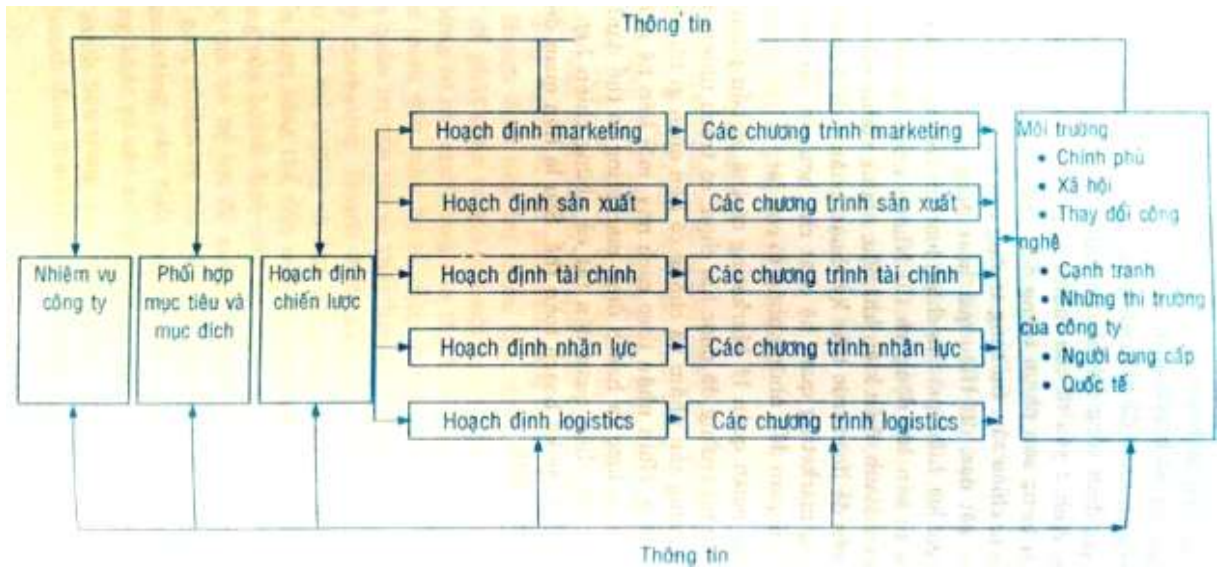 Thông tin
Hoạch định marketing
Các chương trình marketing
Hoạch định sản xuất
Các chương trình sản xuất
Hoạch định tài chính
Các chương trình tài chính
Hoạch định nhân lực
Các chương trình nhân lực
Hoạch định logistics
Các chương trình logistics
Nhiệm vụ
công ty
Phối hợp
mục tiêu và
mục đích
Hoạch định
chiến lược
Môi trường
• Chính phủ
• Xã hội
• Thay đổi công
nghệ
• Cạnh tranh
• Những thi trường
của công ty
• Người cung cấp
• Quốc tế
Thông tin